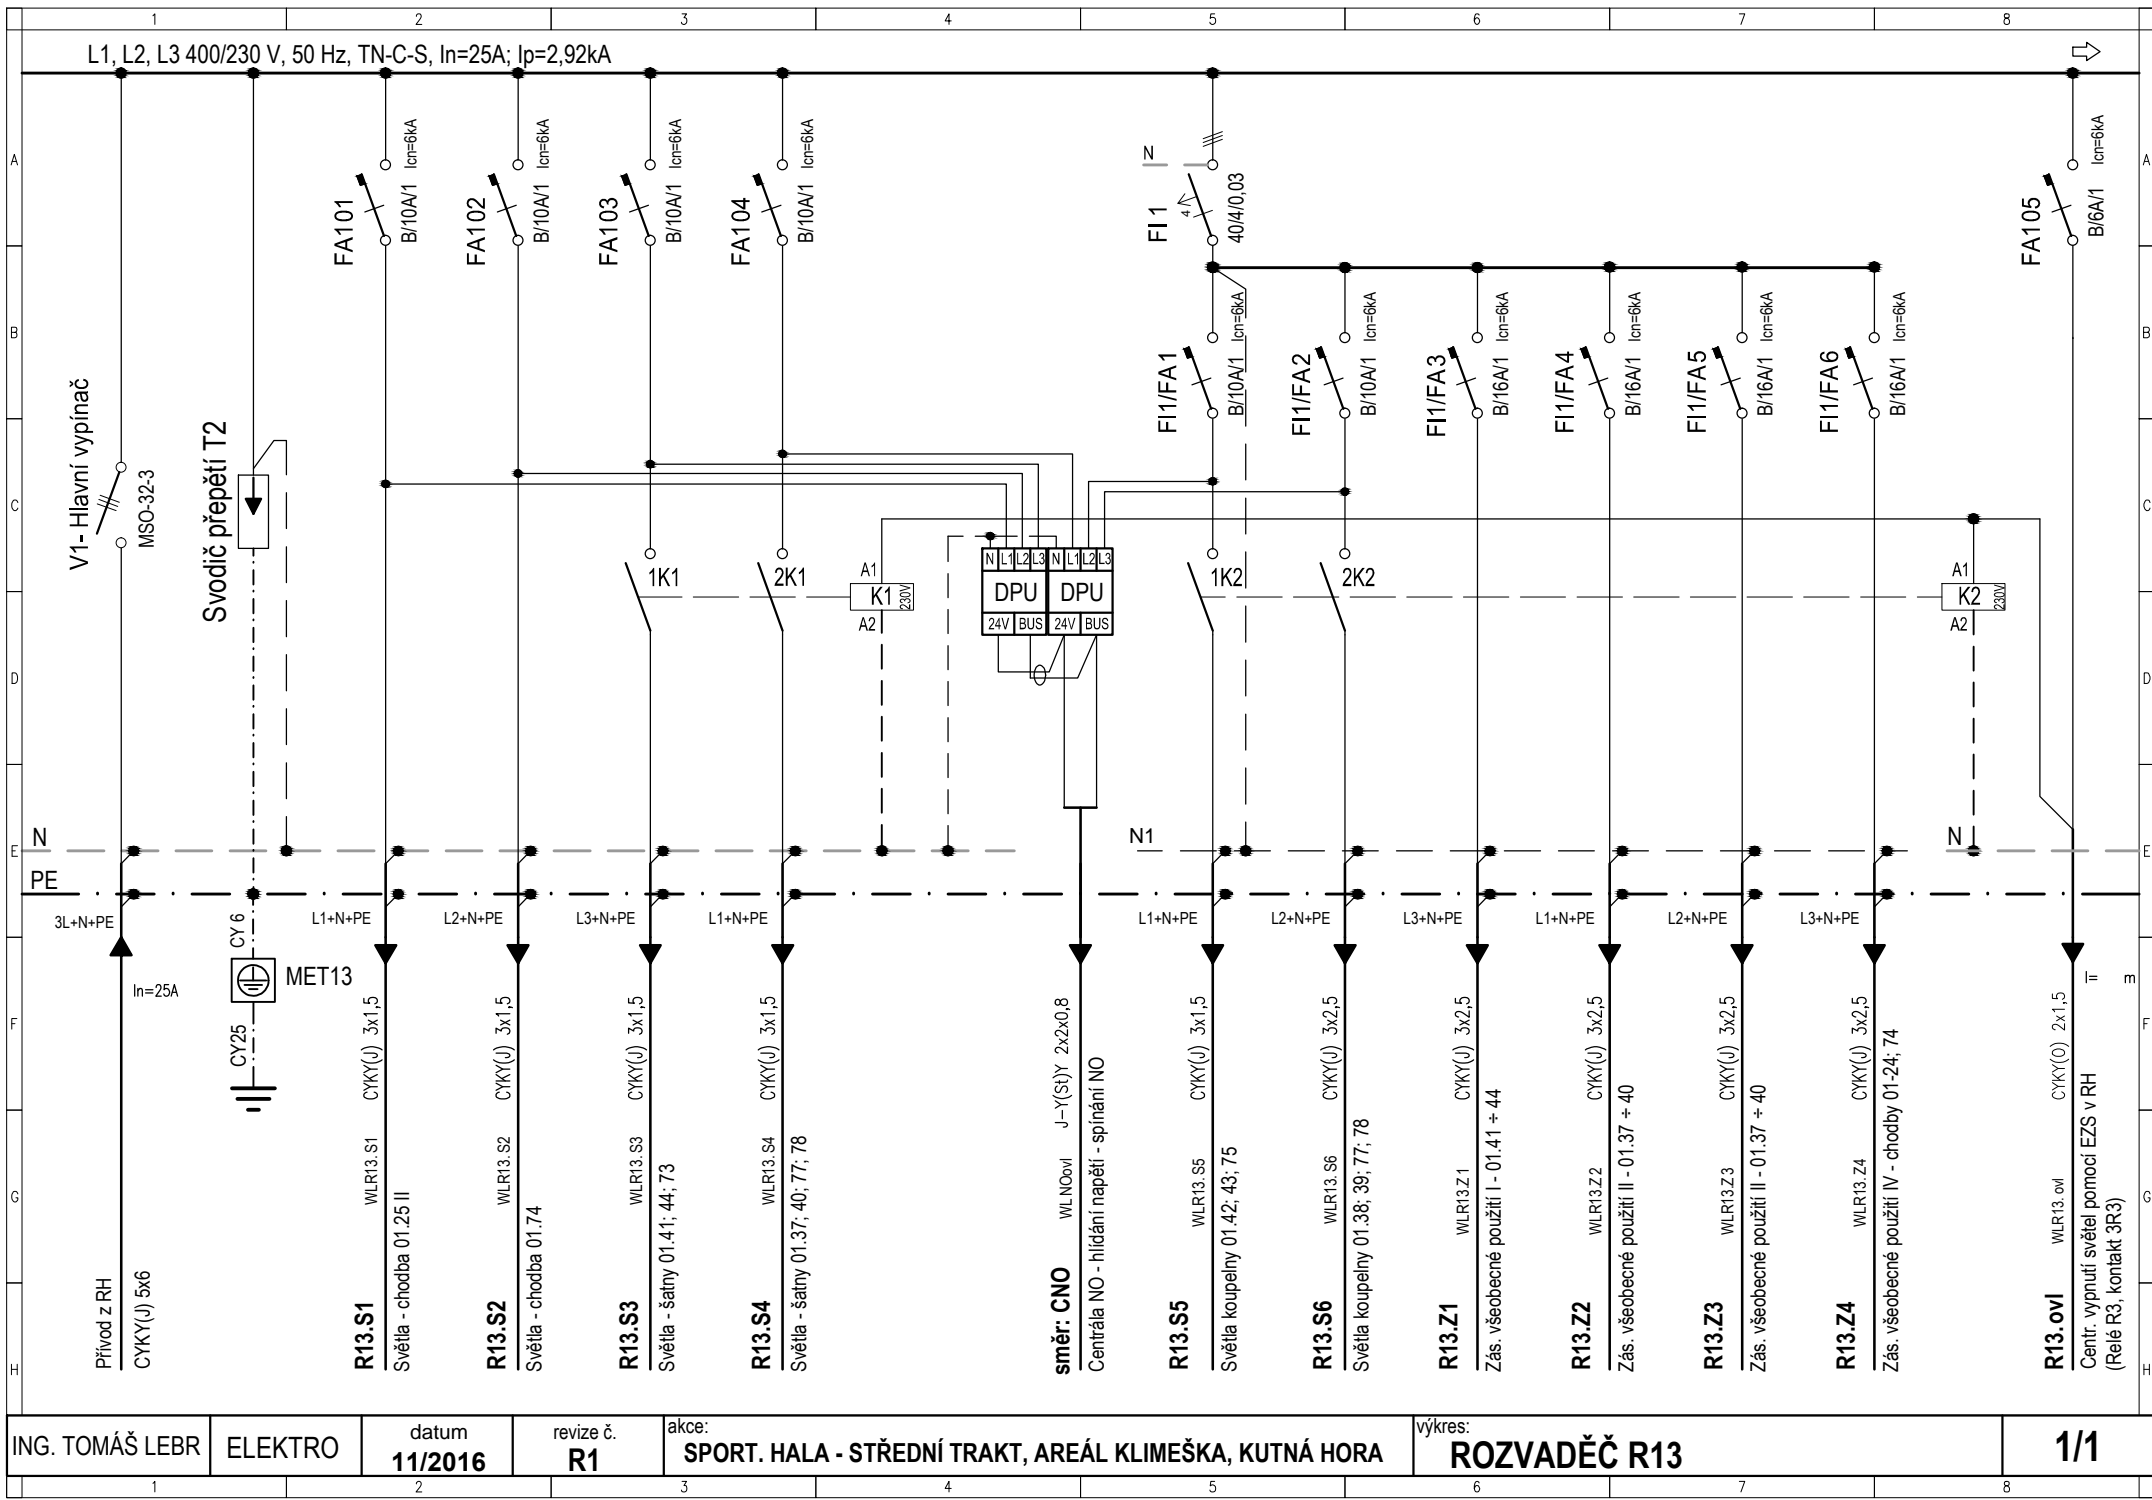 1 2 3 4 5 6 7 8
L1, L2, L3 400/230 V, 50 Hz, TN-C-S, In=25A; Ip=2,92kA
A A
B B
C C
D D
E E
F F
G G
H H
FA101
B/10A/1 Icn=6kA
FA102
B/10A/1 Icn=6kA
FA103
B/10A/1 Icn=6kA
FA104
B/10A/1 Icn=6kA
N
FI 1
4
40/4/0,03
FA105
B/6A/1 Icn=6kA
FI1/FA1
B/10A/1 Icn=6kA
FI1/FA2
B/10A/1 Icn=6kA
FI1/FA3
B/16A/1 Icn=6kA
FI1/FA4
B/16A/1 Icn=6kA
FI1/FA5
B/16A/1 Icn=6kA
FI1/FA6
B/16A/1 Icn=6kA
V1- Hlavní vypínač
MSO-32-3
Svodič přepětí T2
1K1
2K1
A1
K1 230V
A2
N L1 L2 L3 N L1 L2 L3
DPU DPU
24V BUS 24V BUS
1K2
2K2
A1
K2 230V
A2
N
N1
N
PE
3L+N+PE
L1+N+PE
L2+N+PE
L3+N+PE
L1+N+PE
L1+N+PE
L2+N+PE
L3+N+PE
L1+N+PE
L2+N+PE
L3+N+PE
In=25A
Přívod z RH
CYKY(J) 5x6
CY 6
MET13
CY25
R13.S1
WLR13.S1 CYKY(J) 3x1,5
Světla - chodba 01.25 II
R13.S2
WLR13.S2 CYKY(J) 3x1,5
Světla - chodba 01.74
R13.S3
WLR13.S3 CYKY(J) 3x1,5
Světla - šatny 01.41; 44; 73
R13.S4
WLR13.S4 CYKY(J) 3x1,5
Světla - šatny 01.37; 40; 77; 78
směr: CNO
WLNOovl J-Y(St)Y 2x2x0,8
Centrála NO - hlídání napětí - spínání NO
R13.S5
WLR13.S5 CYKY(J) 3x1,5
Světla koupelny 01.42; 43; 75
R13.S6
WLR13.S6 CYKY(J) 3x2,5
Světla koupelny 01.38; 39; 77; 78
R13.Z1
WLR13.Z1 CYKY(J) 3x2,5
Zás. všeobecné použití I - 01.41 ÷ 44
R13.Z2
WLR13.Z2 CYKY(J) 3x2,5
Zás. všeobecné použití II - 01.37 ÷ 40
R13.Z3
WLR13.Z3 CYKY(J) 3x2,5
Zás. všeobecné použití II - 01.37 ÷ 40
R13.Z4
WLR13.Z4 CYKY(J) 3x2,5
Zás. všeobecné použití IV - chodby 01-24; 74
R13.ovl
WLR13.ovl CYKY(O) 2x1,5
l= m
Centr. vypnutí světel pomocí EZS v RH
(Relé R3, kontakt 3R3)
ING. TOMÁŠ LEBR
ELEKTRO
datum
11/2016
revize č.
R1
akce:
SPORT. HALA - STŘEDNÍ TRAKT, AREÁL KLIMEŠKA, KUTNÁ HORA
výkres:
ROZVADĚČ R13
1/1
1 2 3 4 5 6 7 8